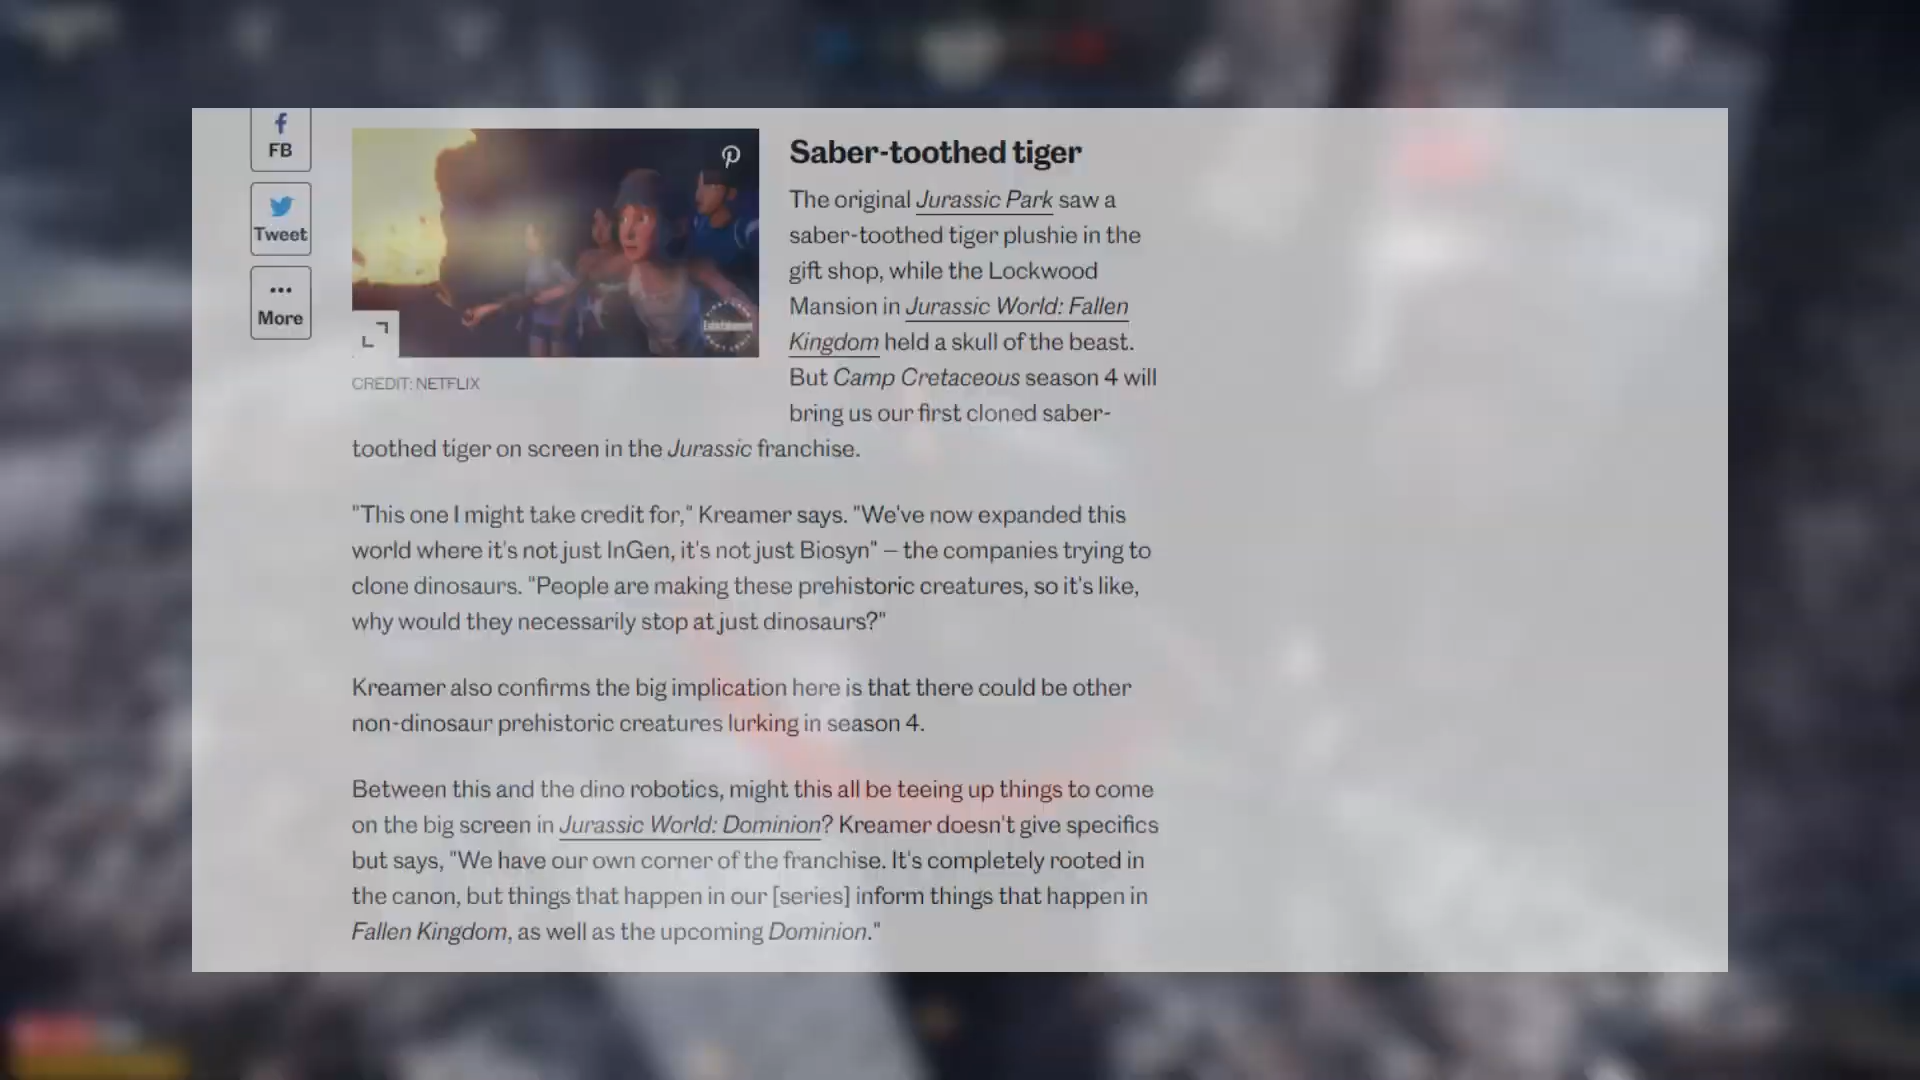 FB
Tweet
More
Entertainment
CREDIT: NETFLIX
Saber-toothed tiger
The original Jurassic Park saw a
saber-toothed tiger plushie in the
gift shop, while the Lockwood
Mansion in Jurassic World: Fallen
Kingdom held a skull of the beast.
But Camp Cretaceous season 4 will
bring us our first cloned saber-
toothed tiger on screen in the Jurassic franchise.
"This one I might take credit for," Kreamer says. "We've now expanded this
world where it's not just InGen, it's not just Biosyn" – the companies trying to
clone dinosaurs. "People are making these prehistoric creatures, so it's like,
why would they necessarily stop at just dinosaurs?"
Kreamer also confirms the big implication here is that there could be other
non-dinosaur prehistoric creatures lurking in season 4.
Between this and the dino robotics, might this all be teeing up things to come
on the big screen in Jurassic World: Dominion? Kreamer doesn't give specifics
but says, "We have our own corner of the franchise. It's completely rooted in
the canon, but things that happen in our [series] inform things that happen in
Fallen Kingdom, as well as the upcoming Dominion."